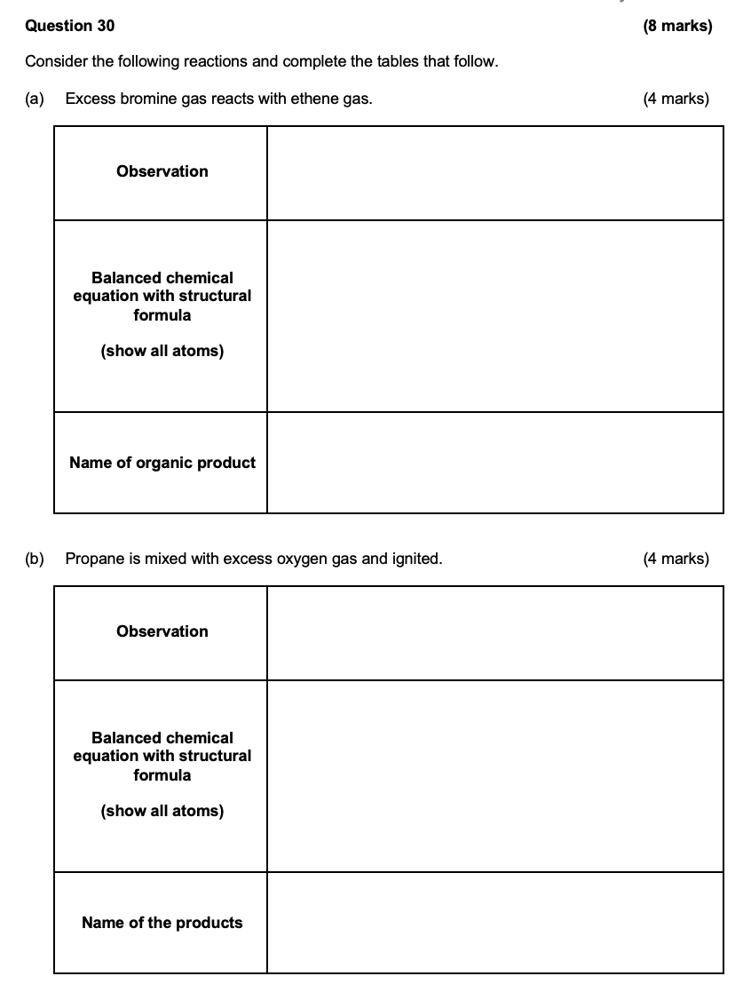 Question 30 (8 marks)
Consider the following reactions and complete the tables that follow.
(a) Excess bromine gas reacts with ethene gas. (4 marks)
Observation
Balanced chemical
equation with structural
formula
(show all atoms)
Name of organic product
(b) Propane is mixed with excess oxygen gas and ignited. (4 marks)
Observation
Balanced chemical
equation with structural
formula
(show all atoms)
Name of the products